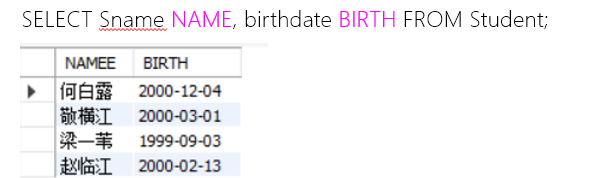 SELECT Sname NAME, birthdate BIRTH FROM Student;
NAMEE BIRTH
何白露 2000-12-04
敬横江 2000-03-01
梁一苇 1999-09-03
赵临江 2000-02-13